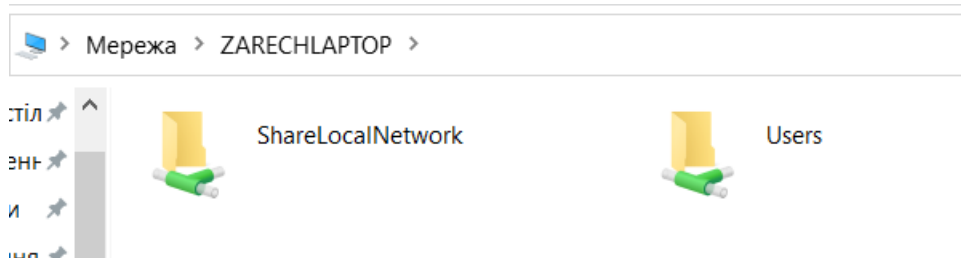 Мережа > ZARECHLAPTOP >
ShareLocalNetwork
Users